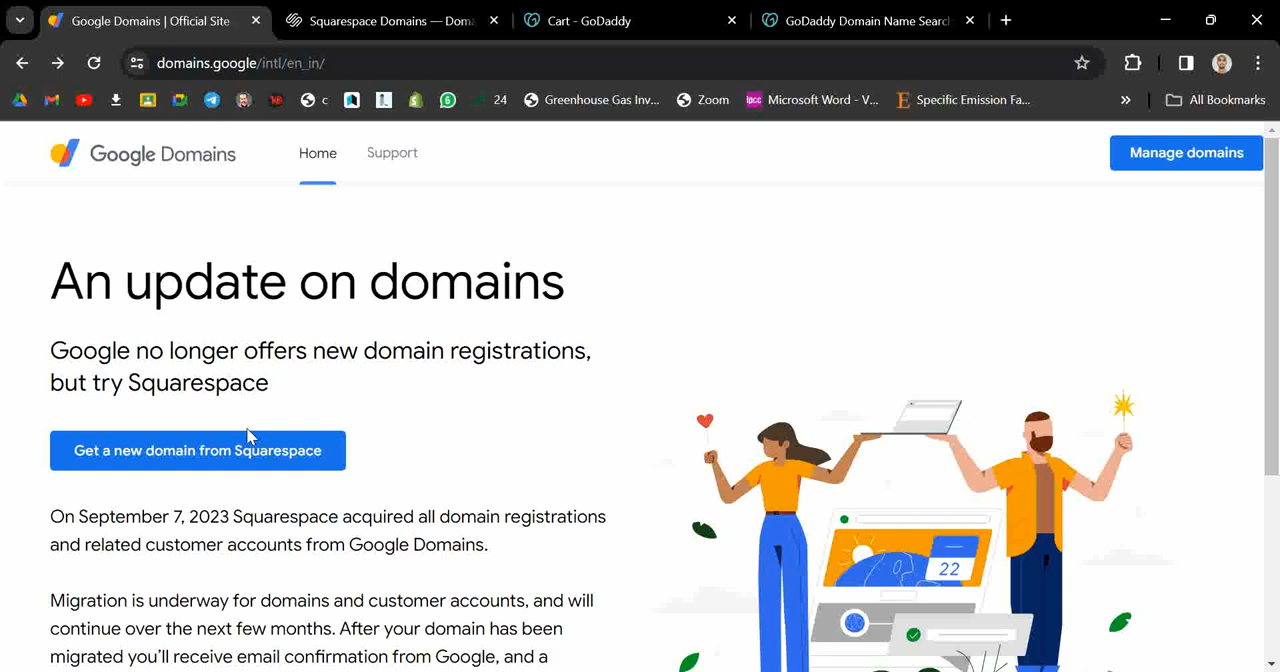 Google Domains | Official Site
Squarespace Domains — Dom
Cart - GoDaddy
GoDaddy Domain Name Searc
domains.google/intl/en_in/
c
24
Greenhouse Gas Inv...
Zoom
ipcc
Microsoft Word - V...
Specific Emission Fa...
All Bookmarks
Google Domains
Home
Support
Manage domains
An update on domains
Google no longer offers new domain registrations,
but try Squarespace
Get a new domain from Squarespace
On September 7, 2023 Squarespace acquired all domain registrations
and related customer accounts from Google Domains.
Migration is underway for domains and customer accounts, and will
continue over the next few months. After your domain has been
migrated you’ll receive email confirmation from Google, and a
22